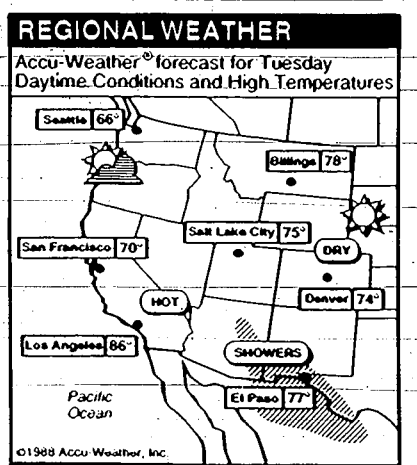 REGIONAL WEATHER
Accu-Weather® forecast for Tuesday
Daytime Conditions and High Temperatures
Seattle 66°
Billings 78°
Salt Lake City 75°
San Francisco 70°
DRY
HOT
Denver 74°
Los Angeles 86°
SHOWERS
El Paso 77°
Pacific
Ocean
©1988 Accu-Weather, Inc.